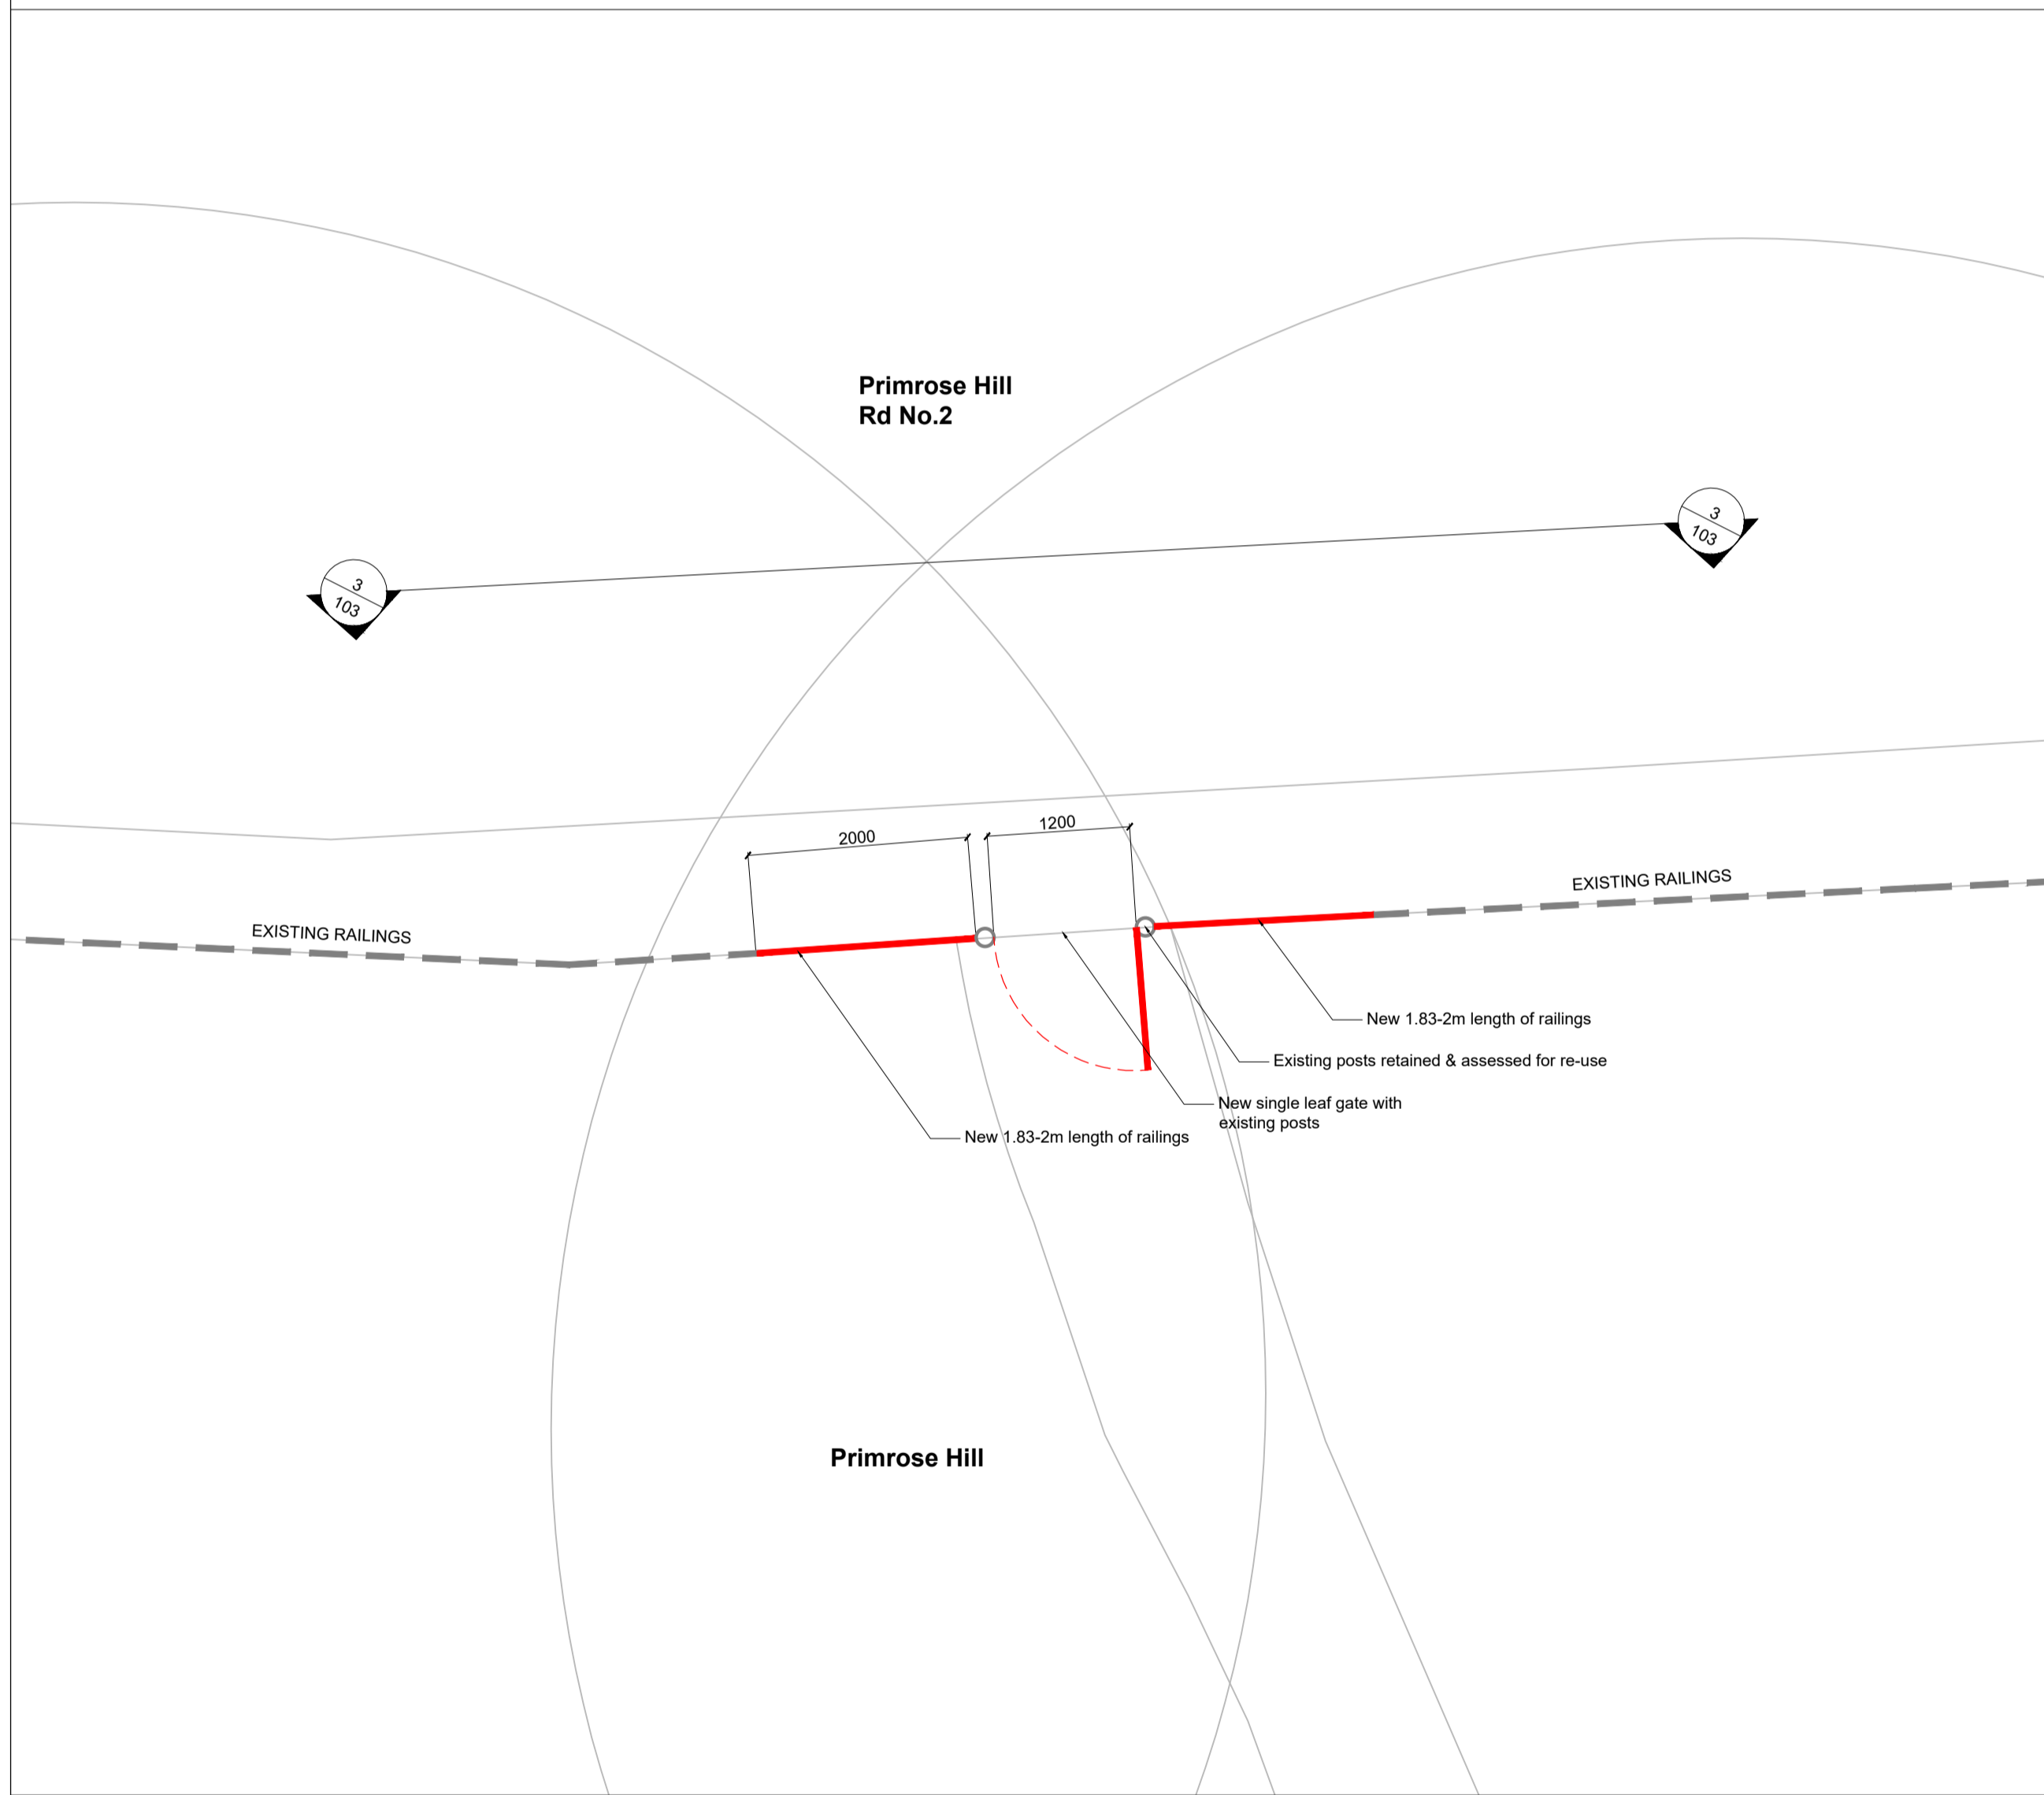 Primrose Hill
Rd No.2
3
103
3
103
2000
1200
EXISTING RAILINGS
EXISTING RAILINGS
New 1.83-2m length of railings
Existing posts retained & assessed for re-use
New single leaf gate with
existing posts
New 1.83-2m length of railings
Primrose Hill